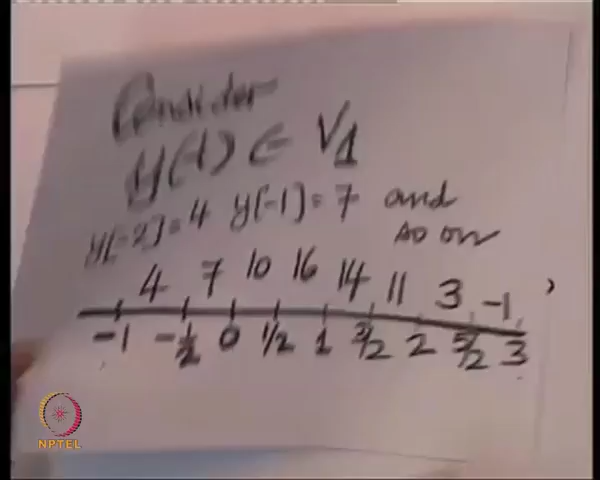 Consider
y(t) ∈ V1
y[-2] = 4 y[-1] = 7 and
so on
4 7 10 16 14 11 3 -1 ,
-1 -1/2 0 1/2 1 3/2 2 5/2 3
NPTEL